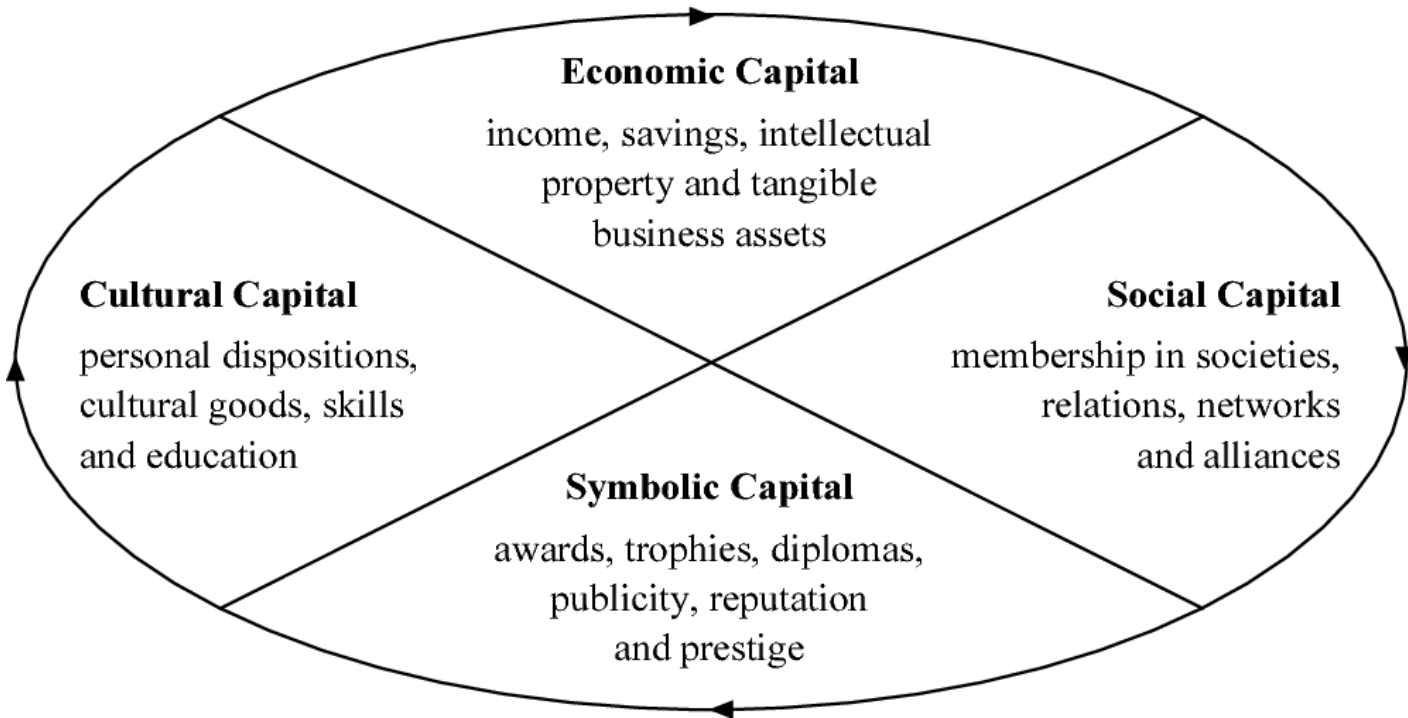 Economic Capital
income, savings, intellectual
property and tangible
business assets
Cultural Capital
personal dispositions,
cultural goods, skills
and education
Social Capital
membership in societies,
relations, networks
and alliances
Symbolic Capital
awards, trophies, diplomas,
publicity, reputation
and prestige